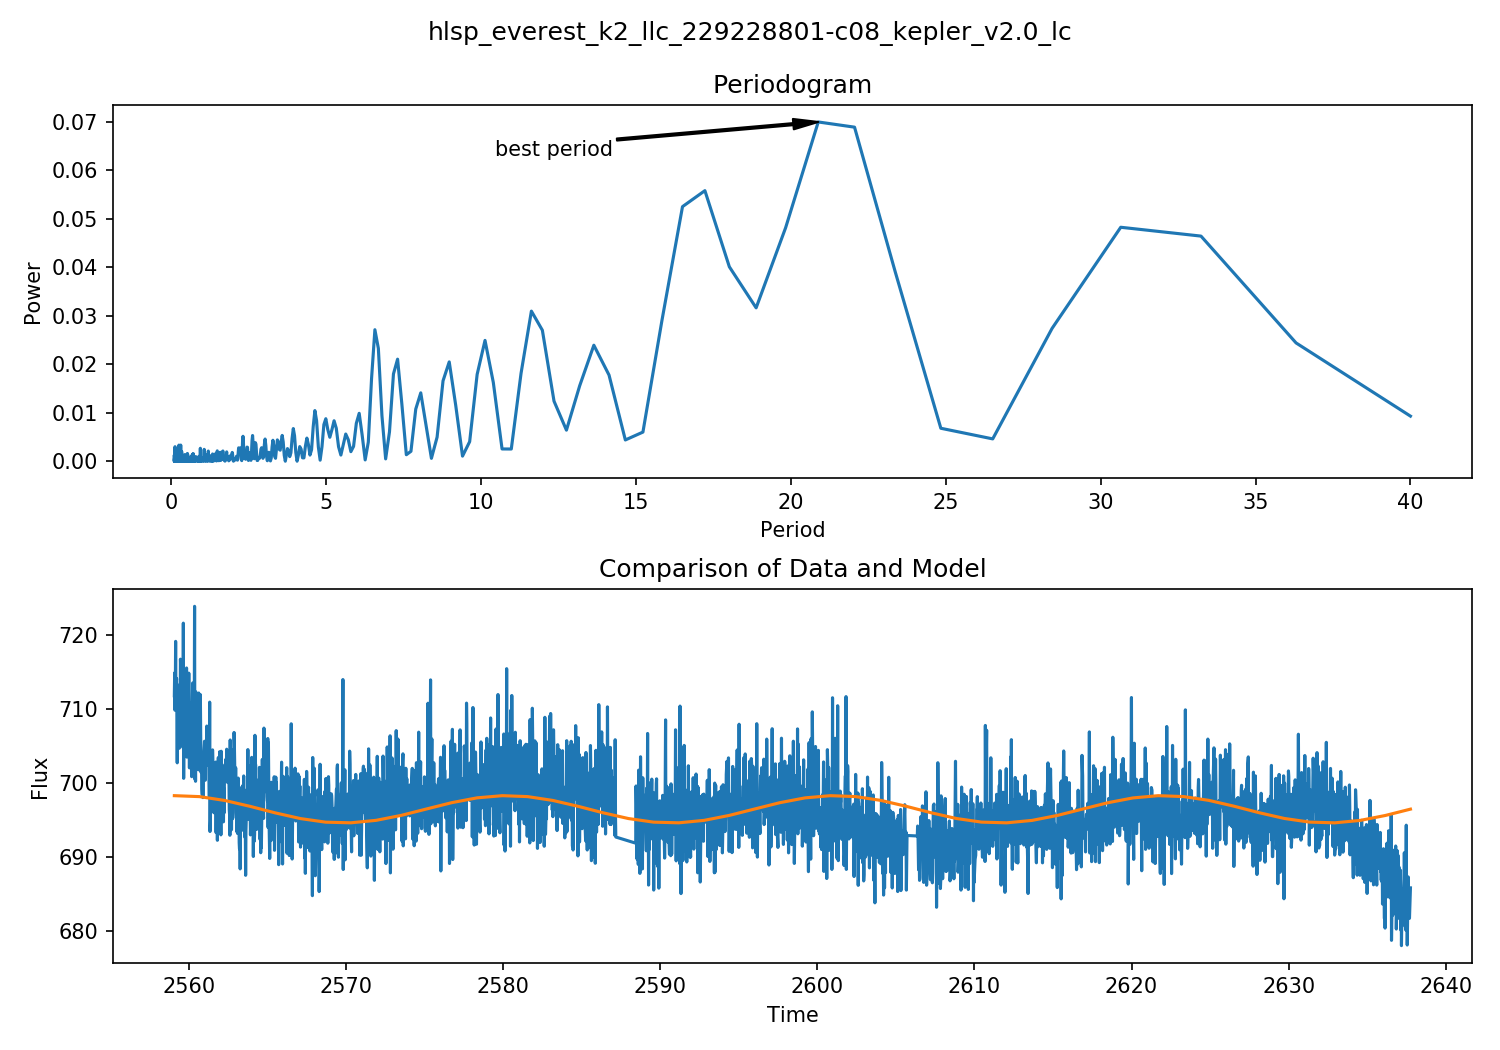 hlsp_everest_k2_llc_229228801-c08_kepler_v2.0_lc
Periodogram
0.07
0.06
0.05
0.04
0.03
0.02
0.01
0.00
Power
best period
0 5 10 15 20 25 30 35 40
Period
Comparison of Data and Model
720
710
700
690
680
Flux
2560 2570 2580 2590 2600 2610 2620 2630 2640
Time